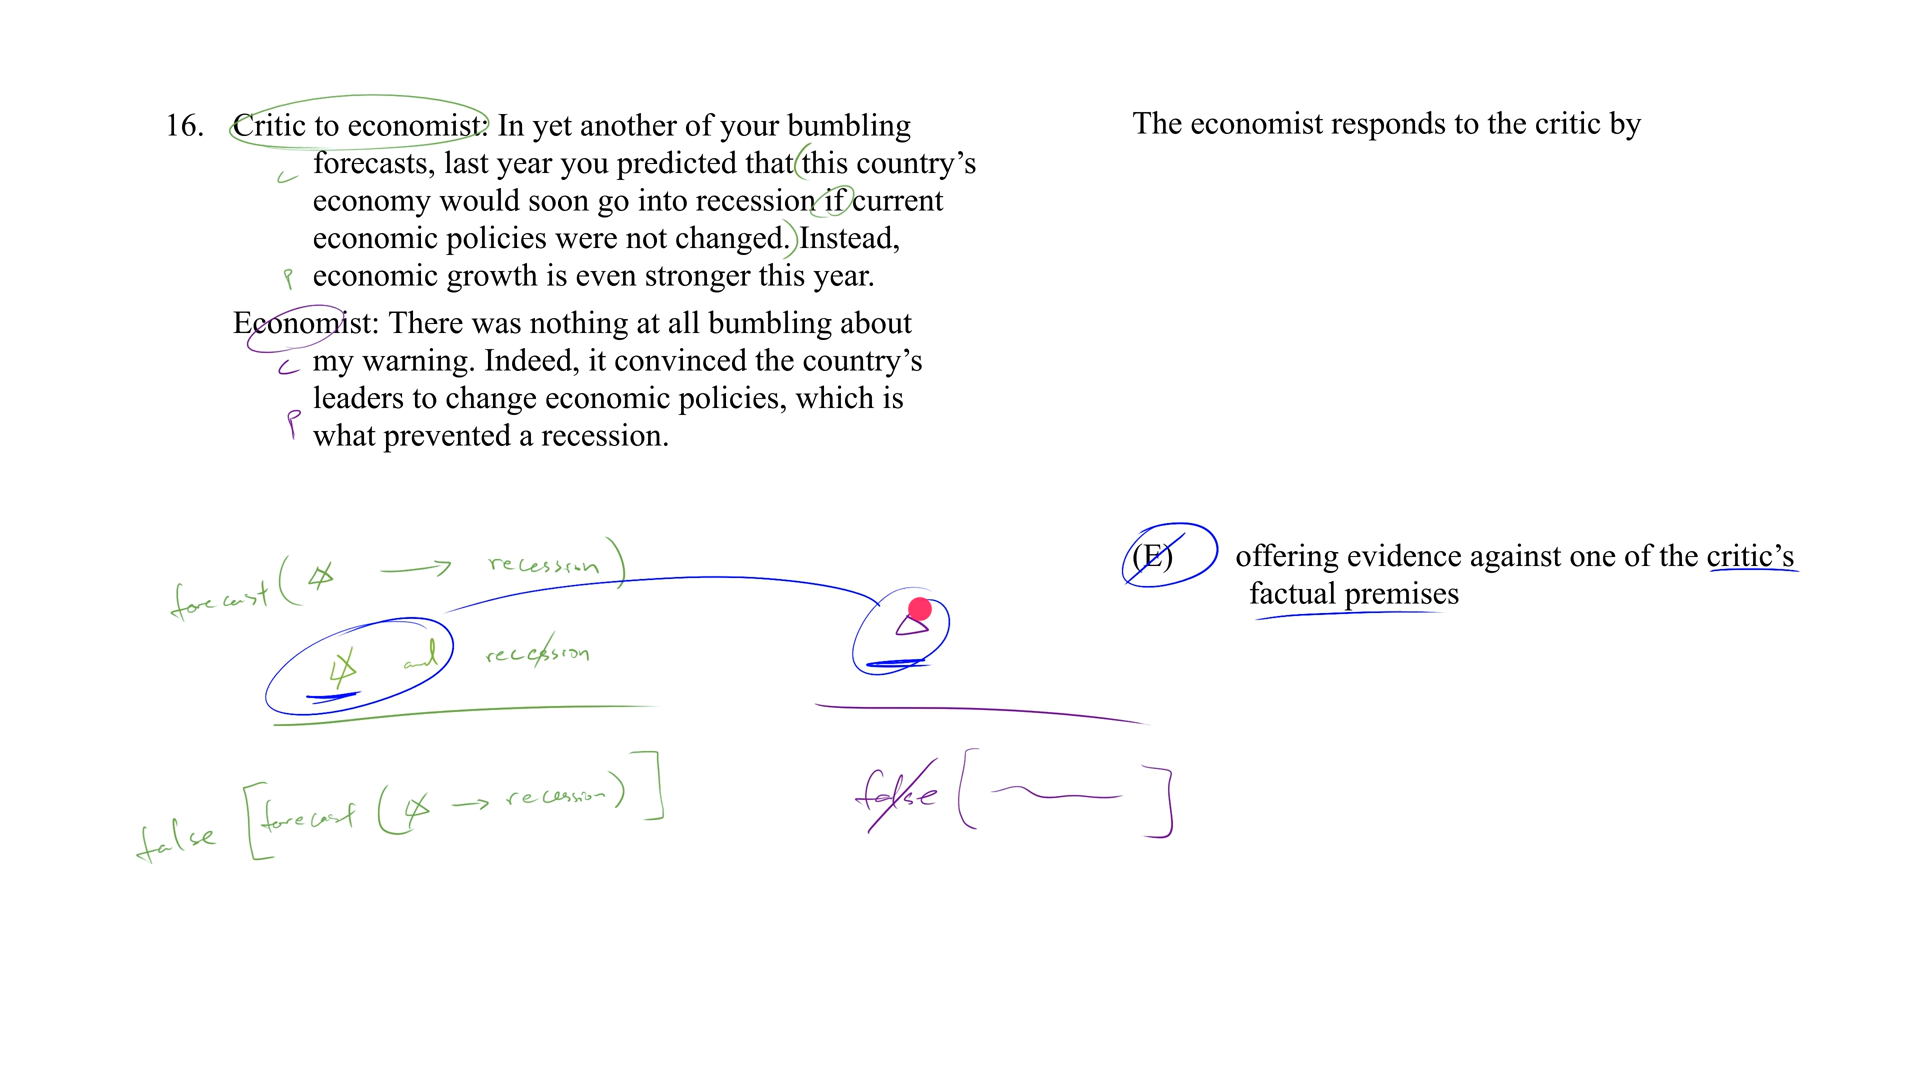 16. Critic to economist: In yet another of your bumbling
forecasts, last year you predicted that (this country’s
economy would soon go into recession if current
economic policies were not changed.) Instead,
economic growth is even stronger this year.
Economist: There was nothing at all bumbling about
my warning. Indeed, it convinced the country’s
leaders to change economic policies, which is
what prevented a recession.
The economist responds to the critic by
(E) offering evidence against one of the critic’s
factual premises
C
P
C
P
forecast (Δ → recession)
Δ and recession
false [forecast (Δ → recession)]
Δ
false [ ]